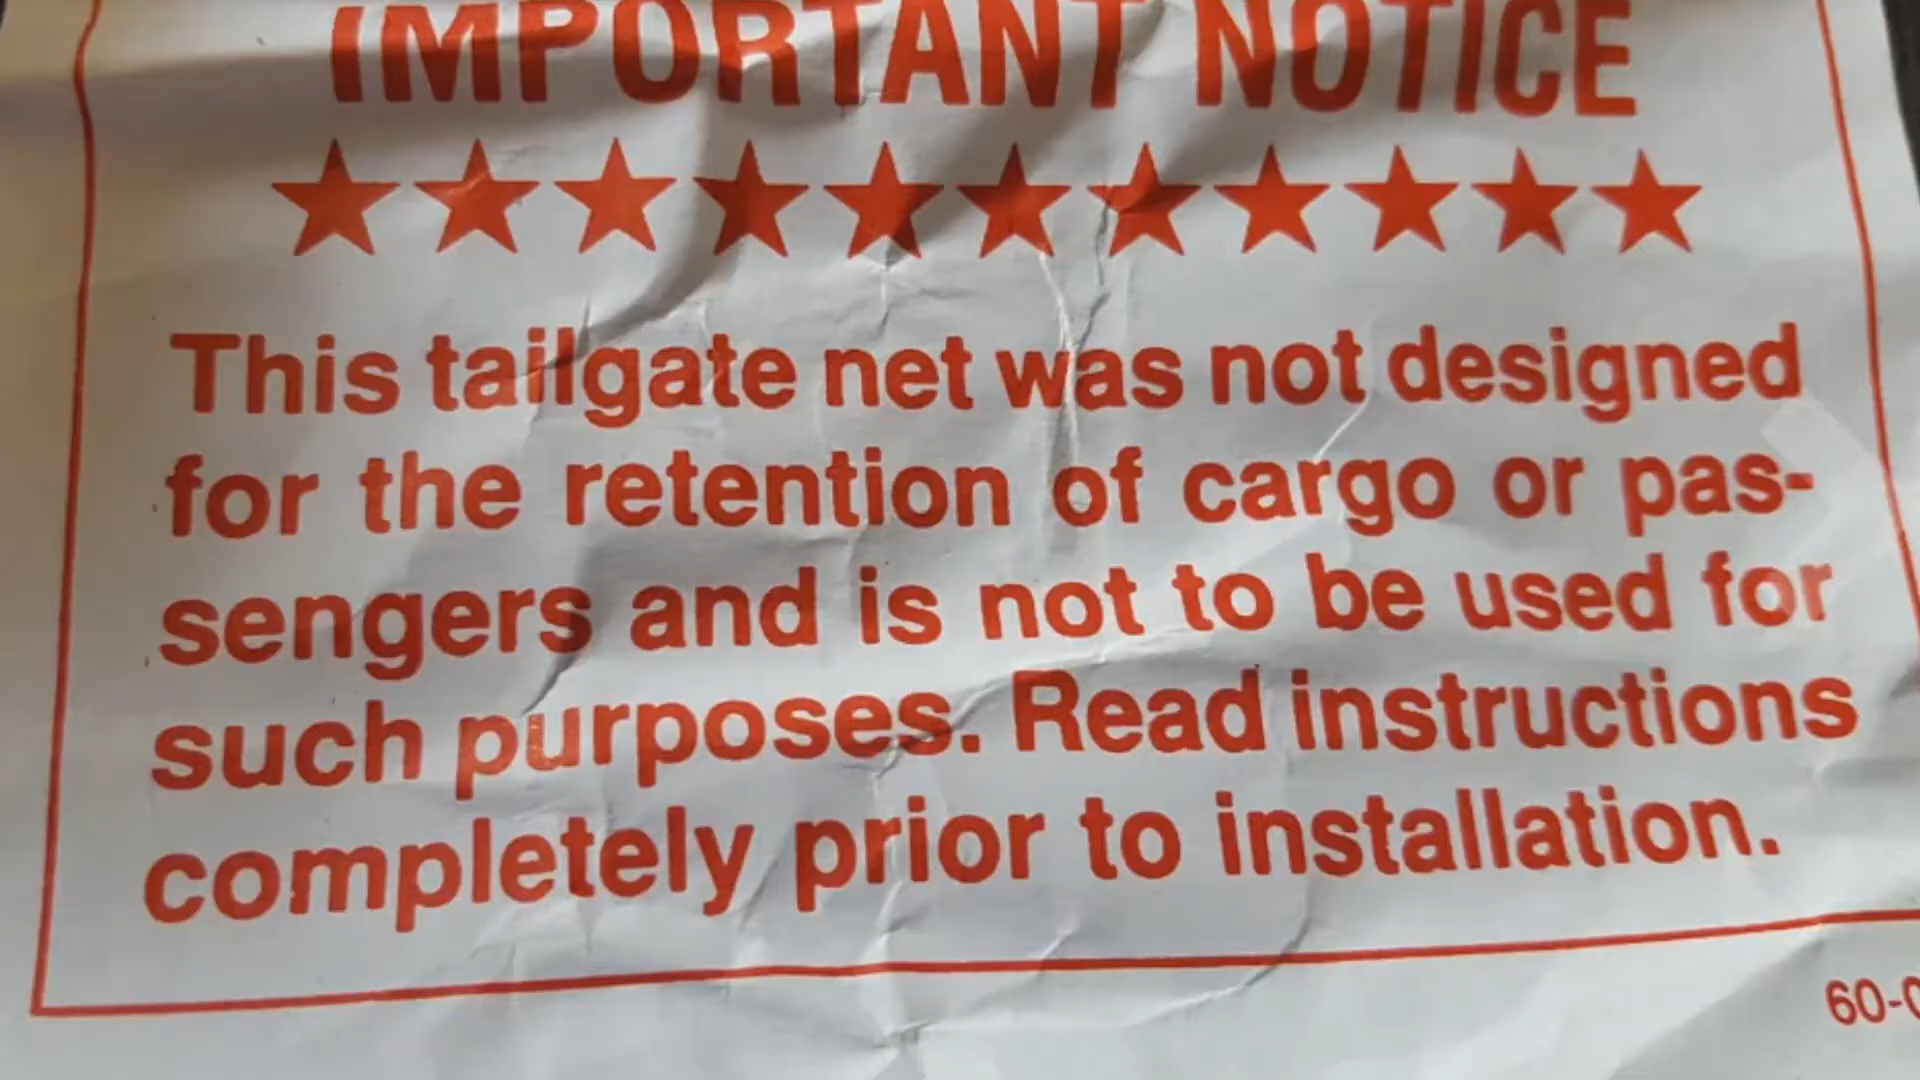 IMPORTANT NOTICE
★★★★★★★★★★★
This tailgate net was not designed
for the retention of cargo or pas-
sengers and is not to be used for
such purposes. Read instructions
completely prior to installation.